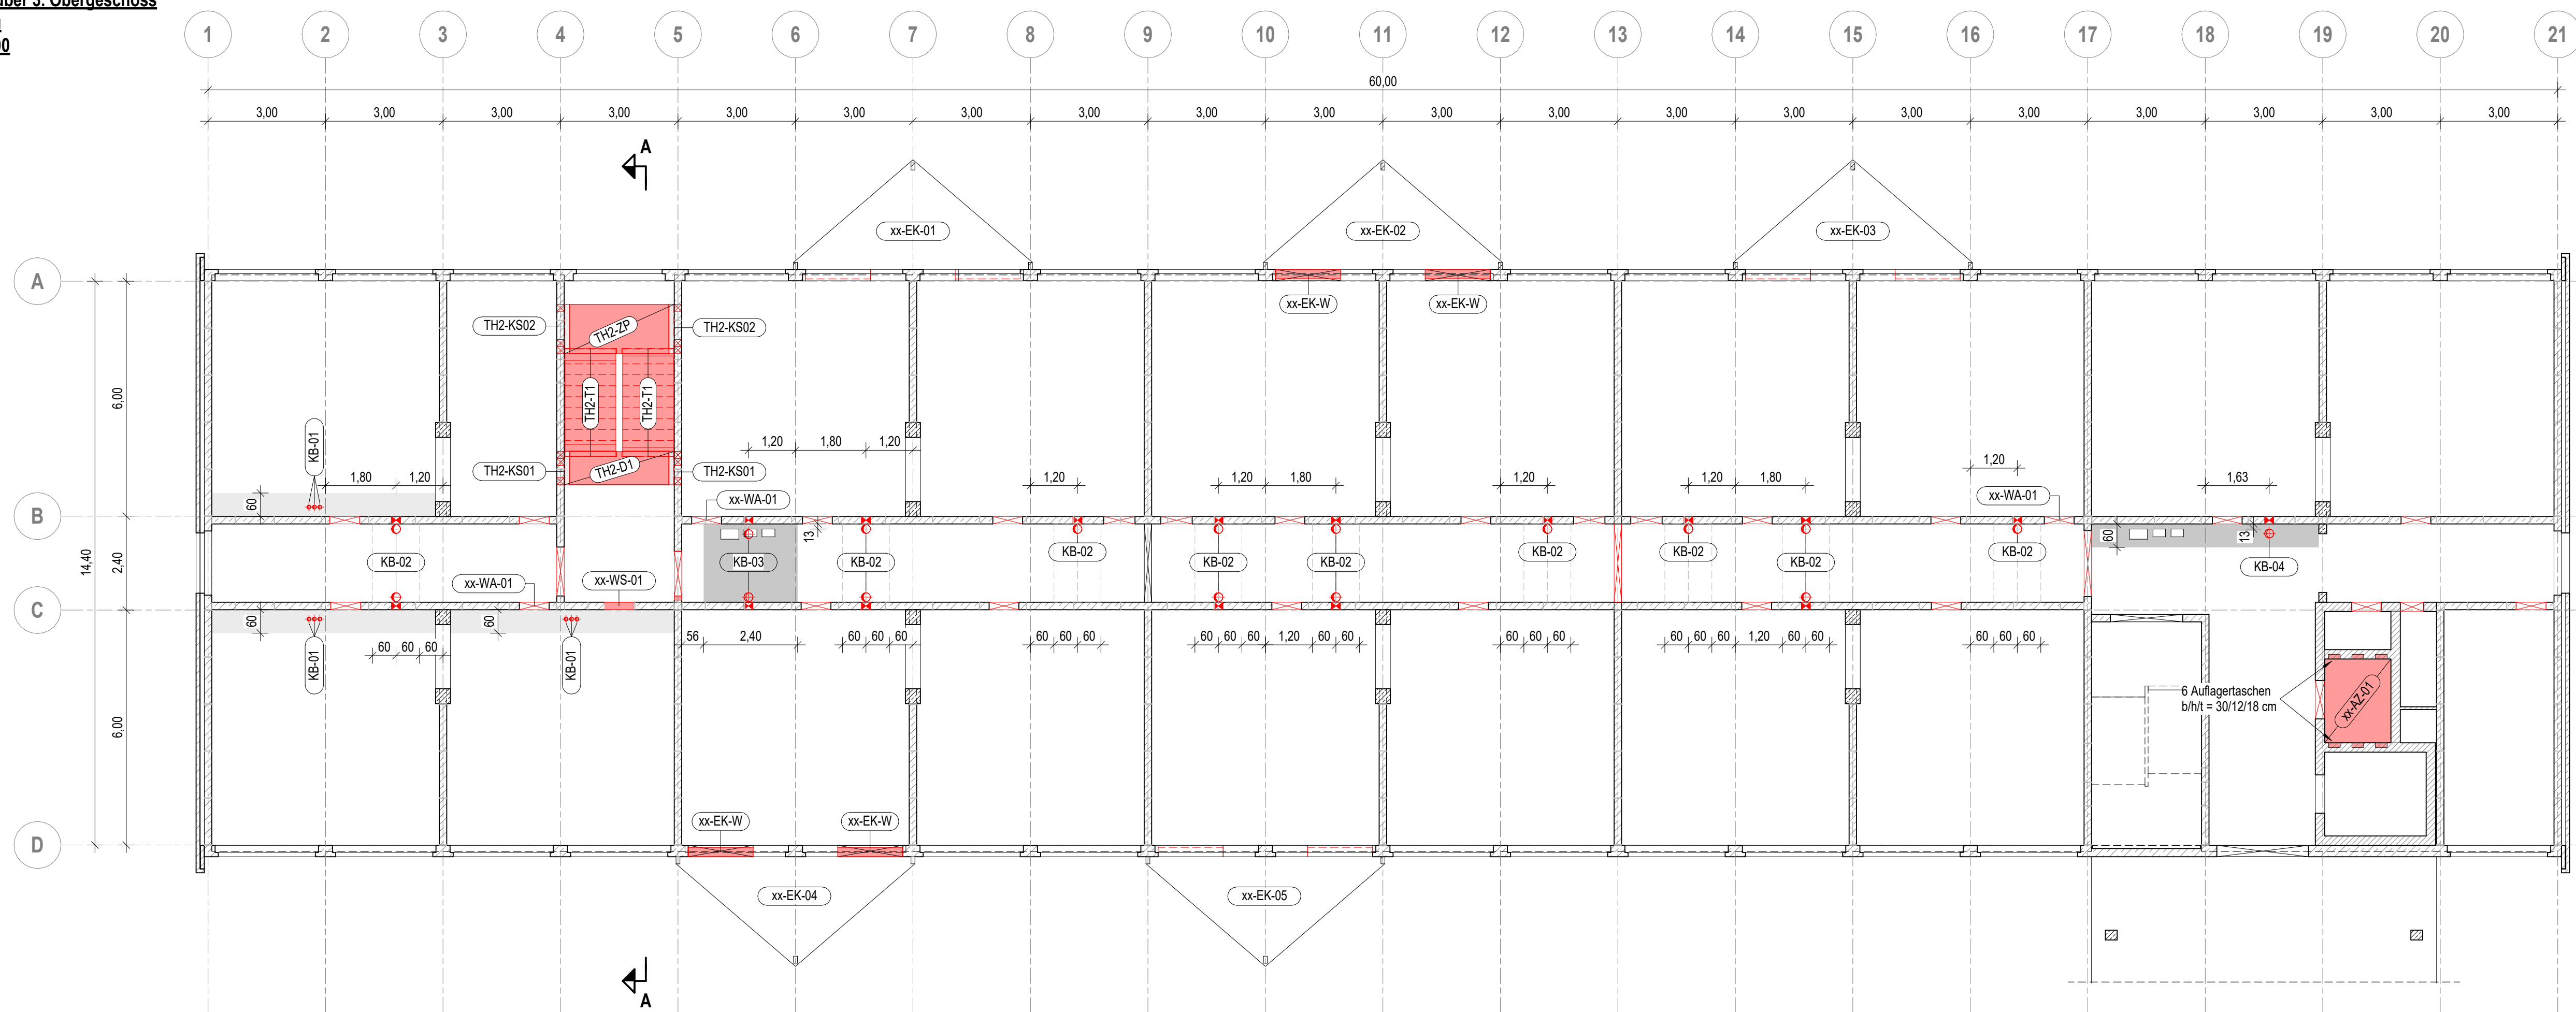 über 3. Obergeschoss
1 2 3 4 5 6 7 8 9 10 11 12 13 14 15 16 17 18 19 20 21
60,00
3,00 3,00 3,00 3,00 3,00 3,00 3,00 3,00 3,00 3,00 3,00 3,00 3,00 3,00 3,00 3,00 3,00 3,00 3,00 3,00
A
xx-EK-01 xx-EK-02 xx-EK-03
A
xx-EK-W xx-EK-W
TH2-KS02 TH2-ZP TH2-KS02
6,00
TH2-T1 TH2-T1
KB-01
1,20 1,80 1,20
TH2-KS01 TH2-D1 TH2-KS01
1,80 1,20
1,20 1,20 1,80 1,20 1,20 1,80 1,20 1,63
60
xx-WA-01 xx-WA-01
B
13
60 13
14,40
2,40
KB-02 KB-03 KB-02 KB-02 KB-02 KB-02 KB-02 KB-02 KB-02 KB-02 KB-04
xx-WA-01 xx-WS-01
C
60 60
KB-01 KB-01
60 60 60
56 2,40
60 60 60
60 60 60
60 60 60 1,20 60 60
60 60 60
60 60 60 1,20 60 60
60 60 60
6 Auflagertaschen
b/h/t = 30/12/18 cm
xx-AZ-01
6,00
xx-EK-W xx-EK-W
D
xx-EK-04 xx-EK-05
A